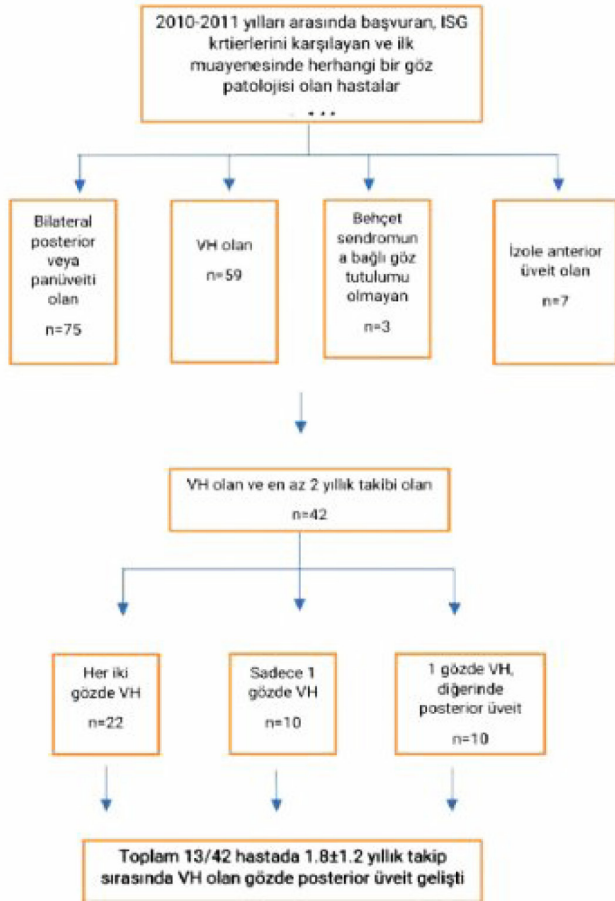 2010-2011 yılları arasında başvuran, ISG
krtierlerini karşılayan ve ilk
muayenesinde herhangi bir göz
patolojisi olan hastalar
Bilateral
posterior
veya
panüveiti
olan
n=75
VH olan
n=59
Behçet
sendromun
a bağlı göz
tutulumu
olmayan
n=3
İzole anterior
üveit olan
n=7
VH olan ve en az 2 yıllık takibi olan
n=42
Her iki
gözde VH
n=22
Sadece 1
gözde VH
n=10
1 gözde VH,
diğerinde
posterior üveit
n=10
Toplam 13/42 hastada 1.8±1.2 yıllık takip
sırasında VH olan gözde posterior üveit gelişti